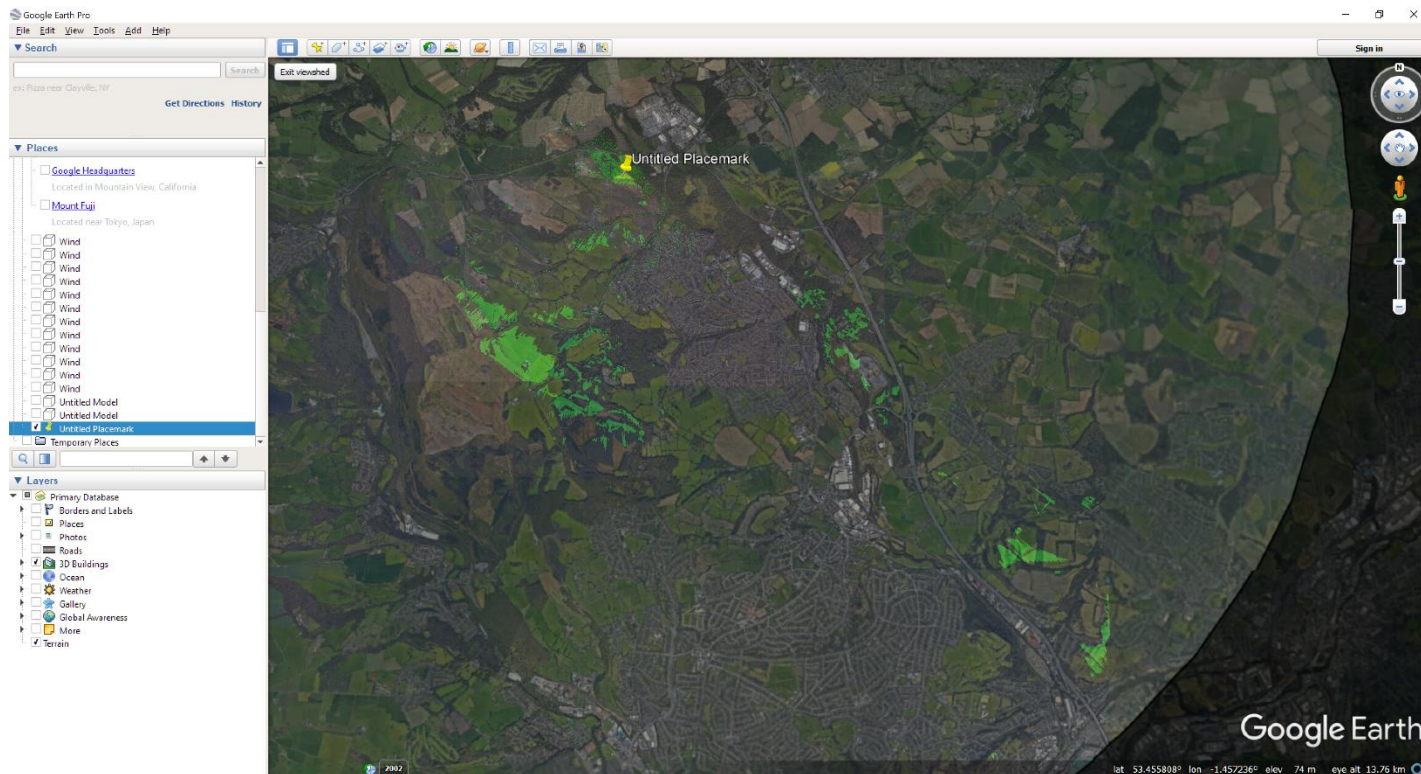 Google Earth Pro
File Edit View Tools Add Help
Search
Search
ex: Pizza near Clayville, NY
Get Directions History
Places
Google Headquarters
Located in Mountain View, California
Mount Fuji
Located near Tokyo, Japan
Wind
Wind
Wind
Wind
Wind
Wind
Wind
Wind
Wind
Wind
Wind
Wind
Untitled Model
Untitled Model
Untitled Placemark
Temporary Places
Layers
Primary Database
Borders and Labels
Places
Photos
Roads
3D Buildings
Ocean
Weather
Gallery
Global Awareness
More
Terrain
Sign in
Exit viewshed
N
Untitled Placemark
Google Earth
2002
lat 53.455808° lon -1.457236° elev 74 m eye alt 13.76 km